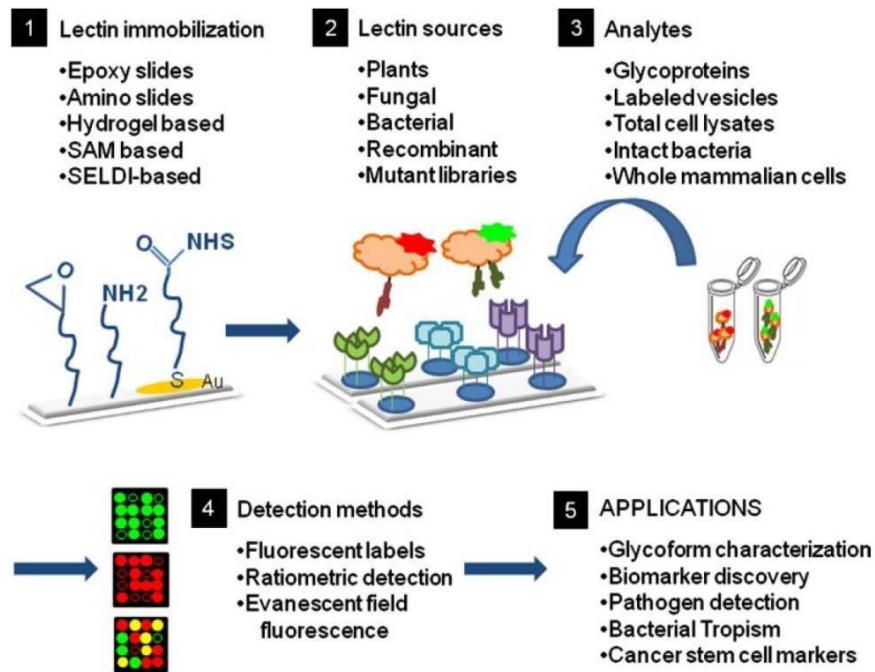 1 Lectin immobilization
•Epoxy slides
•Amino slides
•Hydrogel based
•SAM based
•SELDI-based
2 Lectin sources
•Plants
•Fungal
•Bacterial
•Recombinant
•Mutant libraries
3 Analytes
•Glycoproteins
•Labeled vesicles
•Total cell lysates
•Intact bacteria
•Whole mammalian cells
O
NH2
O
NHS
S
Au
4 Detection methods
•Fluorescent labels
•Ratiometric detection
•Evanescent field
fluorescence
5 APPLICATIONS
•Glycoform characterization
•Biomarker discovery
•Pathogen detection
•Bacterial Tropism
•Cancer stem cell markers